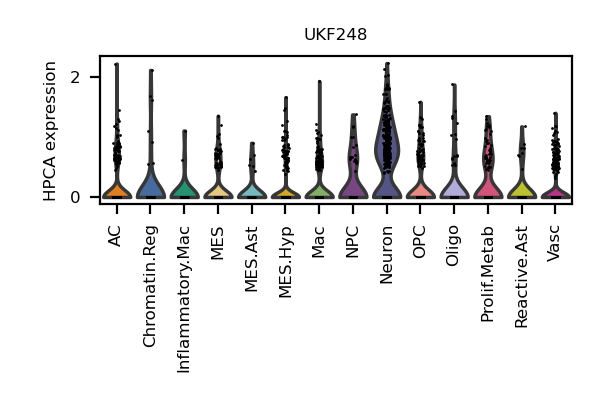 UKF248
HPCA expression
2
0
AC
Chromatin.Reg
Inflammatory.Mac
MES
MES.Ast
MES.Hyp
Mac
NPC
Neuron
OPC
Oligo
Prolif.Metab
Reactive.Ast
Vasc